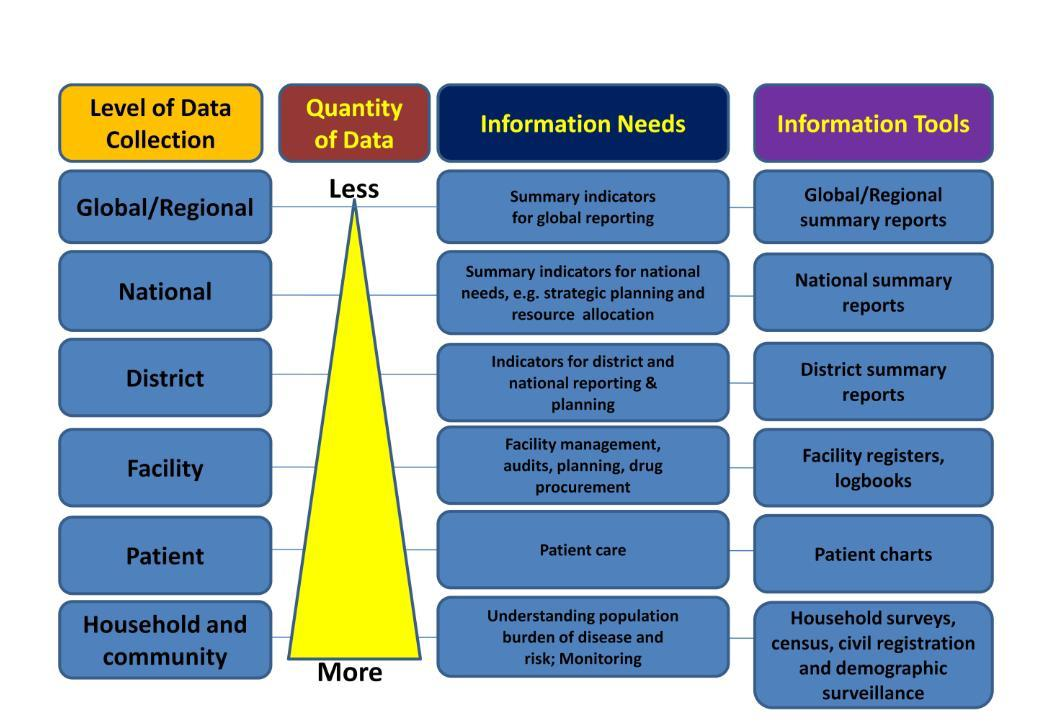 Level of Data
Collection
Quantity
of Data
Information Needs
Information Tools
Global/Regional
Less
Summary indicators
for global reporting
Global/Regional
summary reports
National
Summary indicators for national
needs, e.g. strategic planning and
resource allocation
National summary
reports
District
Indicators for district and
national reporting &
planning
District summary
reports
Facility
Facility management,
audits, planning, drug
procurement
Facility registers,
logbooks
Patient
Patient care
Patient charts
Household and
community
More
Understanding population
burden of disease and
risk; Monitoring
Household surveys,
census, civil registration
and demographic
surveillance